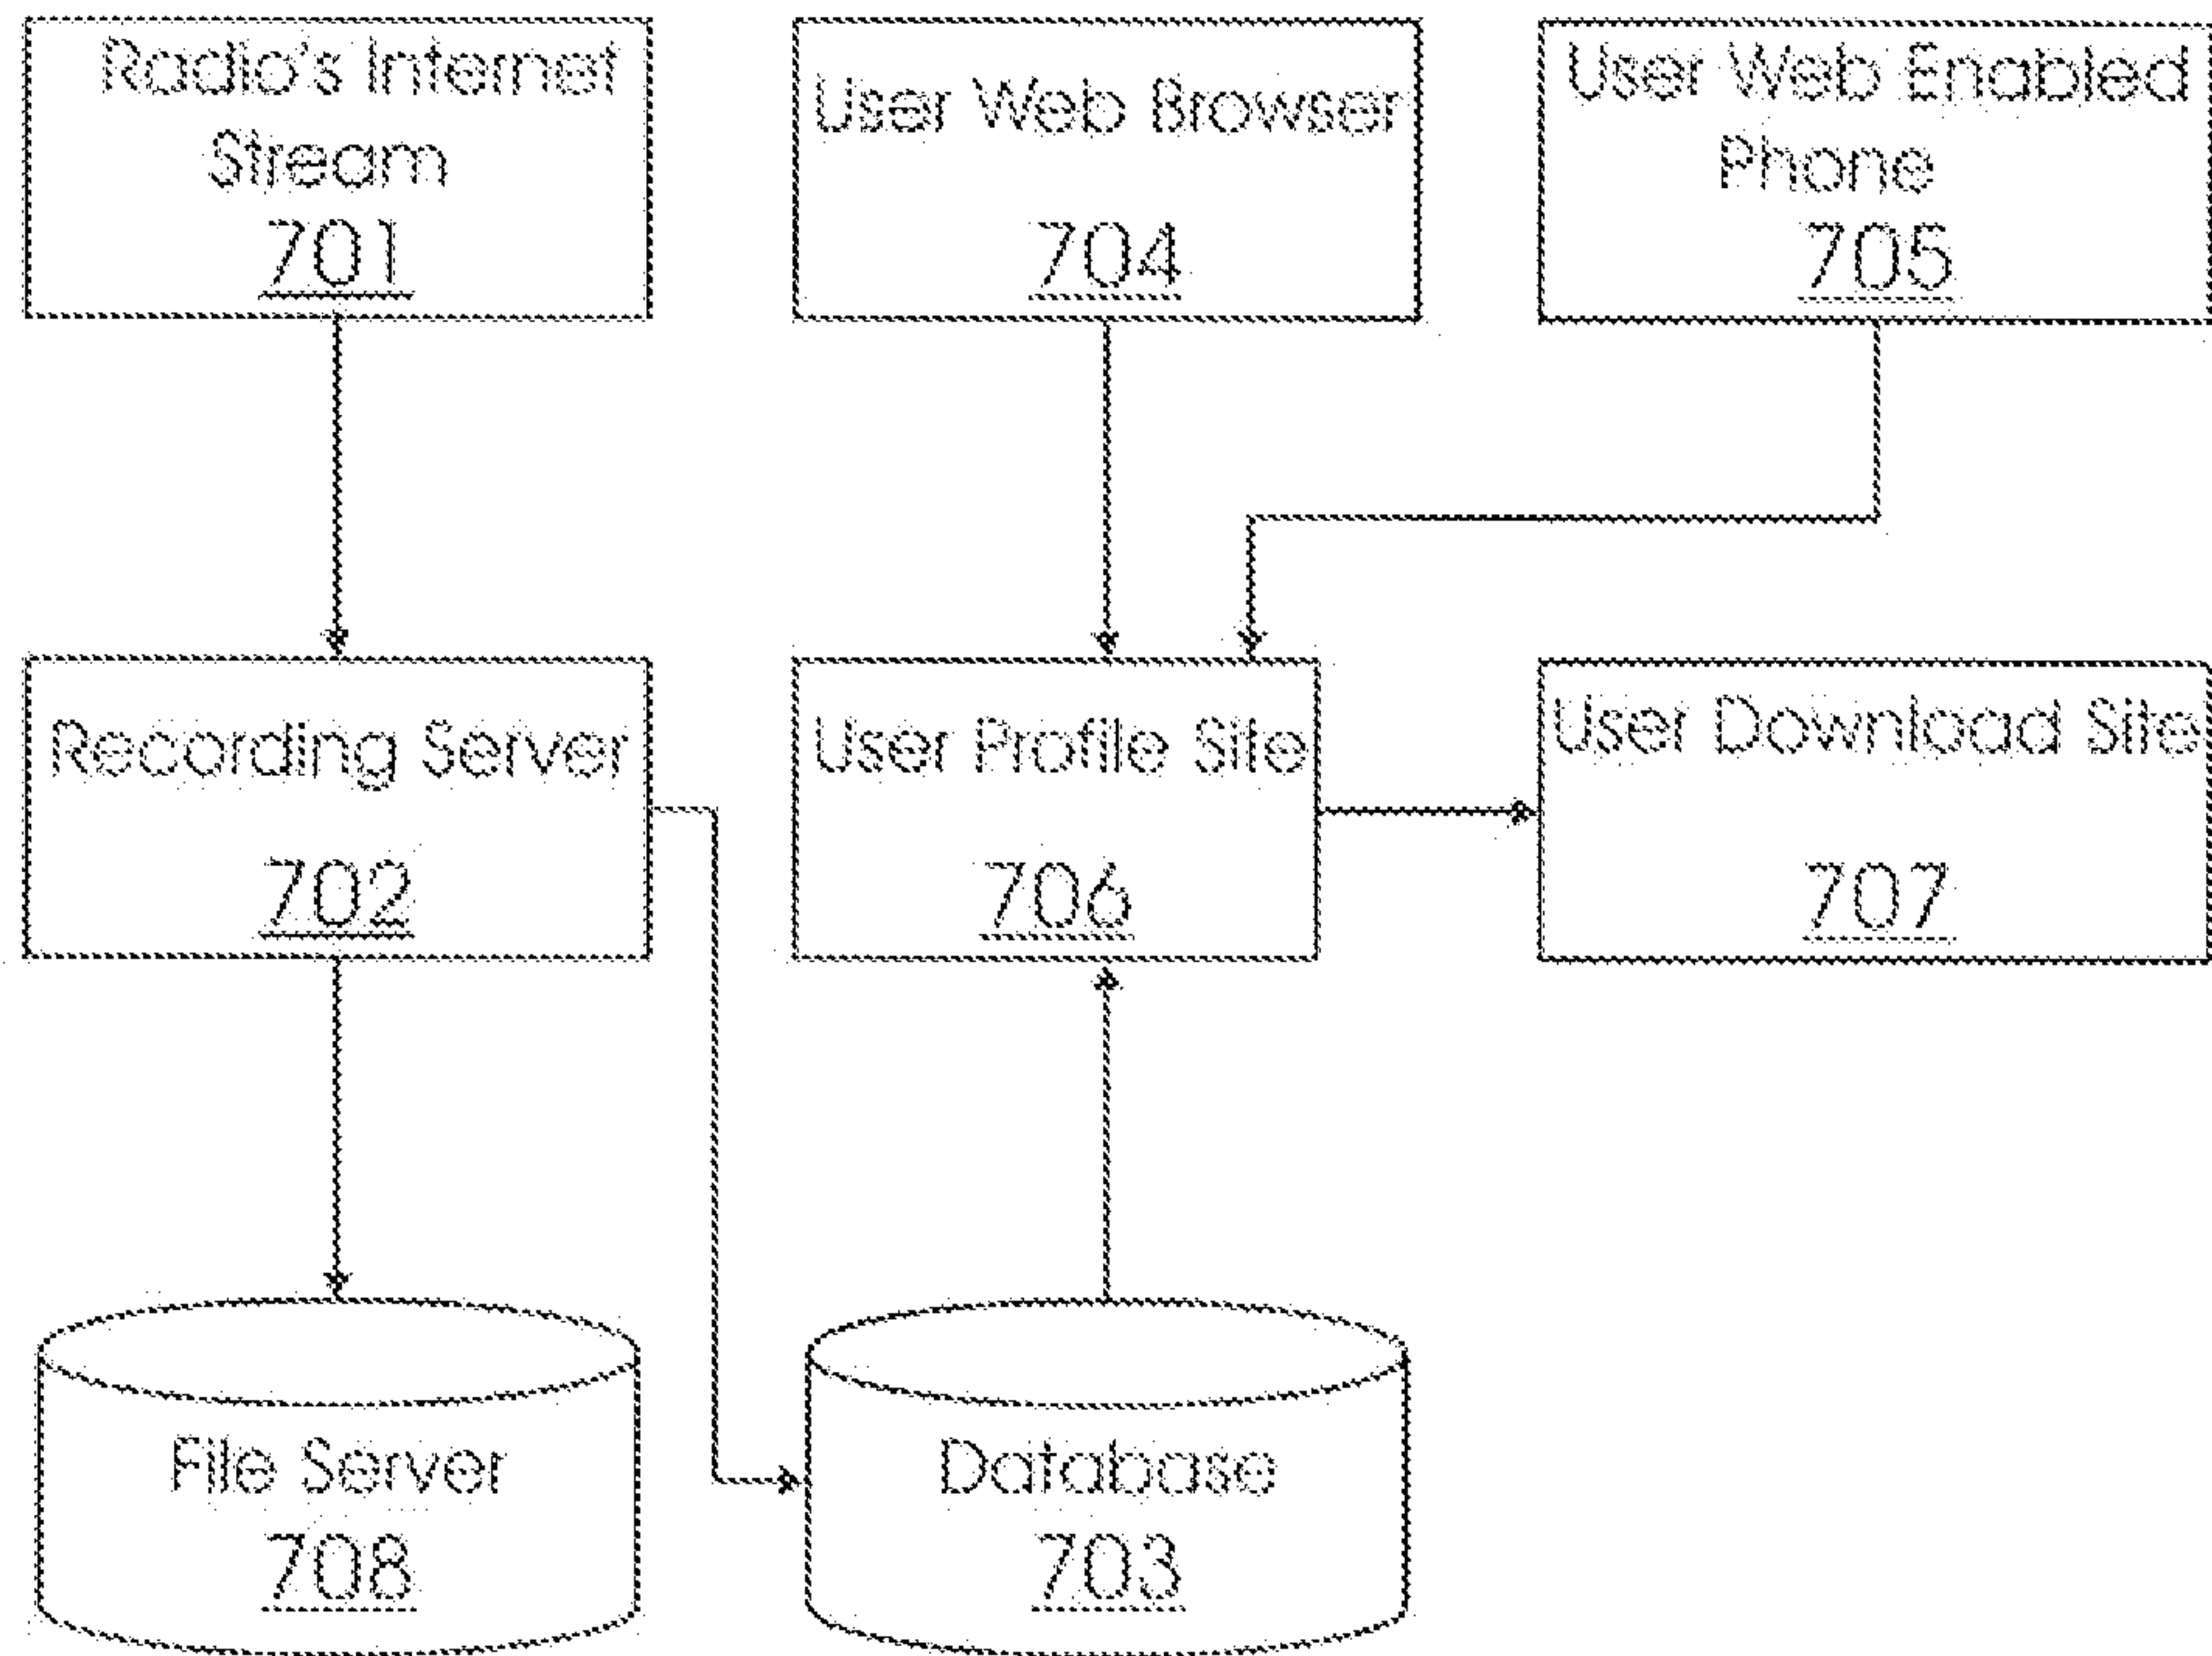 Radio's Internet
Stream
701
User Web Browser
704
User Web Enabled
Phone
705
Recording Server
702
User Profile Site
706
User Download Site
707
File Server
708
Database
703